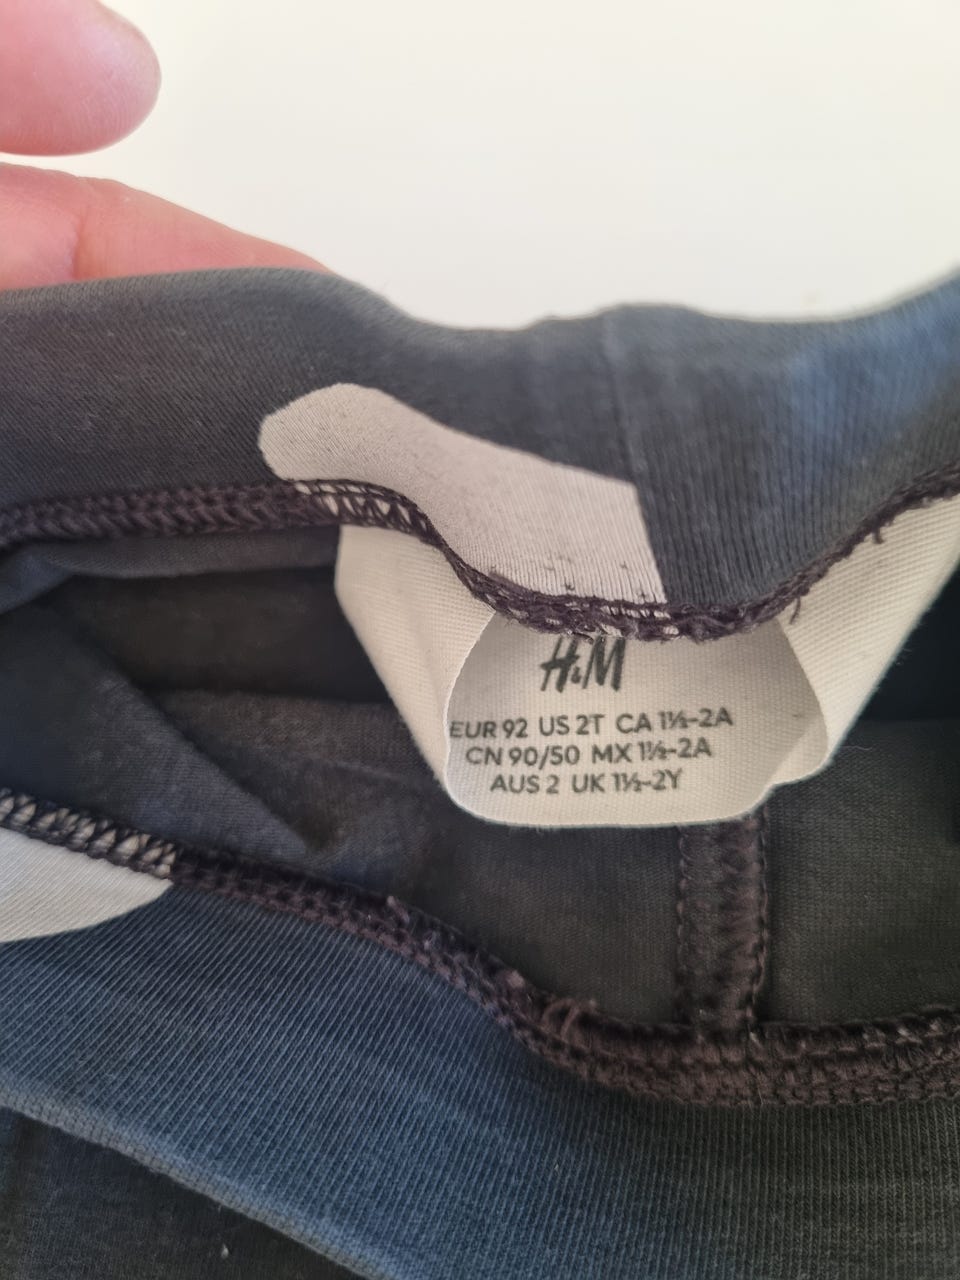 H&M
EUR 92 US 2T CA 1½-2A
CN 90/50 MX 1½-2A
AUS 2 UK 1½-2Y